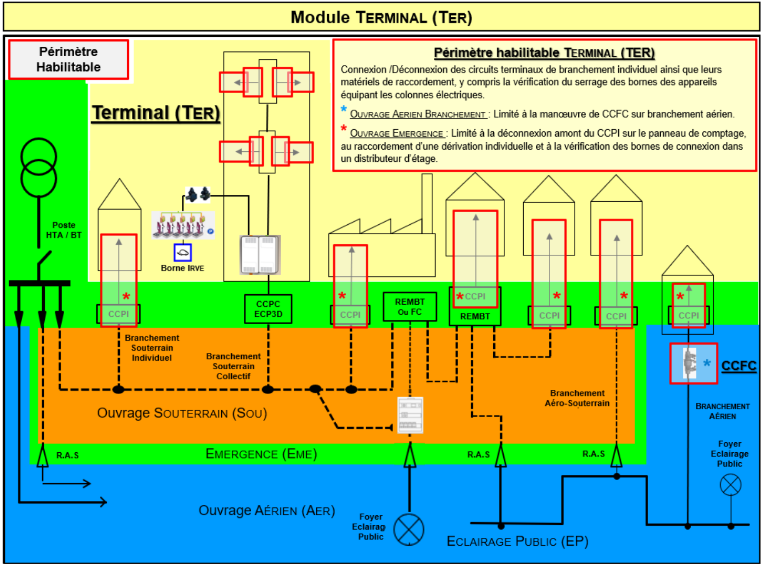 Module TERMINAL (TER)
Périmètre
Habilitable
Périmètre habilitable TERMINAL (TER)
Connexion /Déconnexion des circuits terminaux de branchement individuel ainsi que leurs
matériels de raccordement, y compris la vérification du serrage des bornes des appareils
équipant les colonnes électriques.
* OUVRAGE AERIEN BRANCHEMENT : Limité à la manœuvre de CCFC sur branchement aérien.
* OUVRAGE EMERGENCE : Limité à la déconnexion amont du CCPI sur le panneau de comptage,
au raccordement d'une dérivation individuelle et à la vérification des bornes de connexion dans
un distributeur d'étage.
Terminal (TER)
Poste
HTA / BT
Borne IRVE
*
CCPI
CCPC
ECP3D
*
CCPI
REMBT
Ou FC
*
CCPI
REMBT
*
CCPI
*
CCPI
*
CCPI
Branchement
Souterrain
Individuel
Branchement
Souterrain
Collectif
*
CCFC
Branchement
Aéro-Souterrain
BRANCHEMENT
AÉRIEN
Ouvrage SOUTERRAIN (SOU)
Foyer
Eclairage
Public
R.A.S
EMERGENCE (EME)
R.A.S
R.A.S
Ouvrage AÉRIEN (AER)
Foyer
Eclairag
Public
ECLAIRAGE PUBLIC (EP)